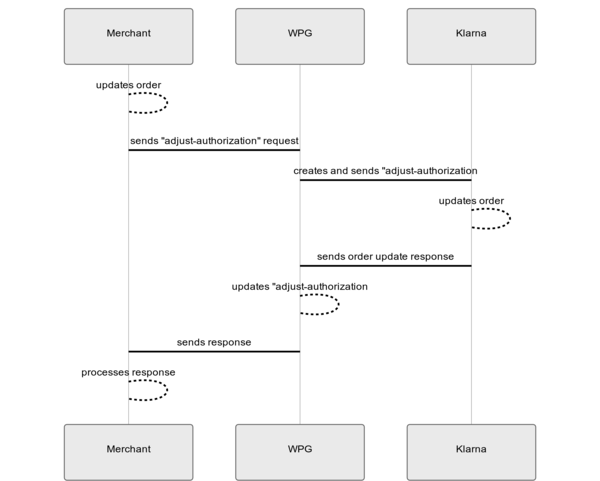 Merchant
WPG
Klarna
updates order
sends "adjust-authorization" request
creates and sends "adjust-authorization
updates order
sends order update response
updates "adjust-authorization
sends response
processes response
Merchant
WPG
Klarna